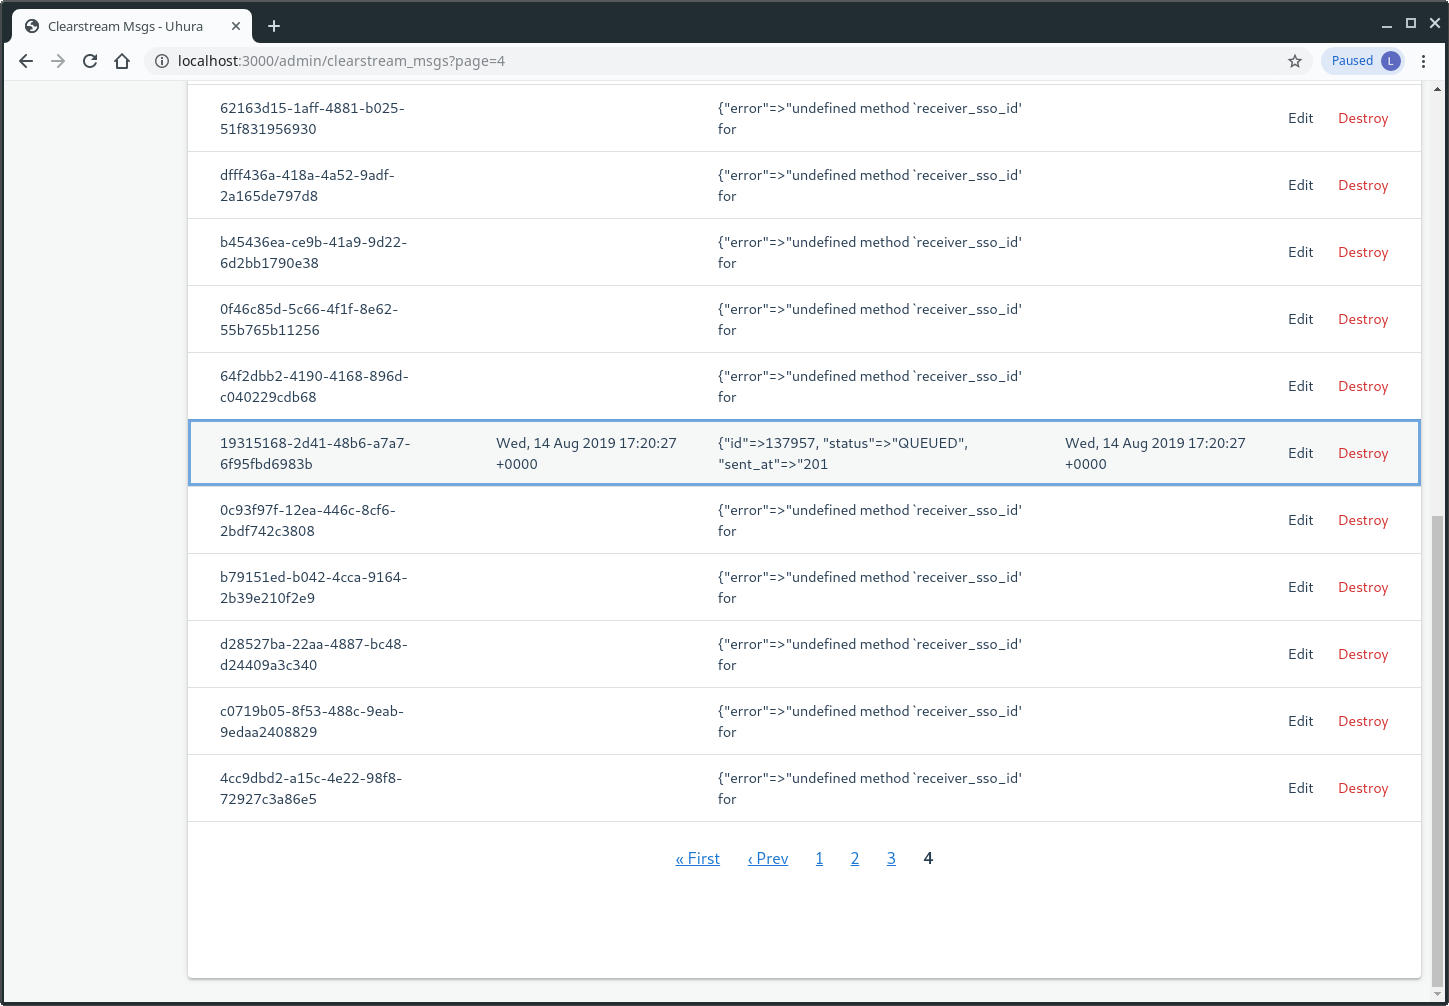 Clearstream Msgs - Uhura
localhost:3000/admin/clearstream_msgs?page=4
Paused L
62163d15-1aff-4881-b025-
51f831956930
{"error"=>"undefined method `receiver_sso_id'
for
Edit Destroy
dfff436a-418a-4a52-9adf-
2a165de797d8
{"error"=>"undefined method `receiver_sso_id'
for
Edit Destroy
b45436ea-ce9b-41a9-9d22-
6d2bb1790e38
{"error"=>"undefined method `receiver_sso_id'
for
Edit Destroy
0f46c85d-5c66-4f1f-8e62-
55b765b11256
{"error"=>"undefined method `receiver_sso_id'
for
Edit Destroy
64f2dbb2-4190-4168-896d-
c040229cdb68
{"error"=>"undefined method `receiver_sso_id'
for
Edit Destroy
19315168-2d41-48b6-a7a7-
6f95fbd6983b
Wed, 14 Aug 2019 17:20:27
+0000
{"id"=>137957, "status"=>"QUEUED",
"sent_at"=>"201
Wed, 14 Aug 2019 17:20:27
+0000
Edit Destroy
0c93f97f-12ea-446c-8cf6-
2bdf742c3808
{"error"=>"undefined method `receiver_sso_id'
for
Edit Destroy
b79151ed-b042-4cca-9164-
2b39e210f2e9
{"error"=>"undefined method `receiver_sso_id'
for
Edit Destroy
d28527ba-22aa-4887-bc48-
d24409a3c340
{"error"=>"undefined method `receiver_sso_id'
for
Edit Destroy
c0719b05-8f53-488c-9eab-
9edaa2408829
{"error"=>"undefined method `receiver_sso_id'
for
Edit Destroy
4cc9dbd2-a15c-4e22-98f8-
72927c3a86e5
{"error"=>"undefined method `receiver_sso_id'
for
Edit Destroy
« First ‹ Prev 1 2 3 4